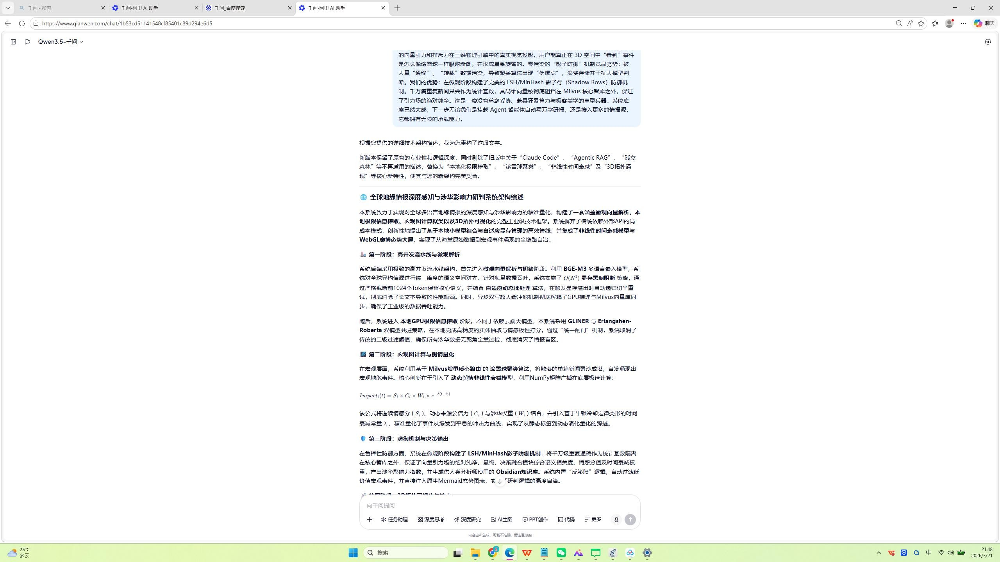 千问 - 搜索
千问-阿里 AI 助手
千问_百度搜索
千问-阿里 AI 助手
https://www.qianwen.com/chat/1b53cd51141548cf85401c89d294e6d5
聊天
Qwen3.5-千问
的向量引力和排斥力在三维物理引擎中的真实视觉投影。用户能真正在 3D 空间中“看到”事件
是怎么像滚雪球一样吸附新闻，并形成星系旋臂的。零污染的“影子防御”机制竞品劣势：被
大量“通稿”、“转载”数据污染，导致聚类算法出现“伪爆点”，浪费存储并干扰大模型判
断。我们的优势：在微观阶段构建了完美的 LSH/MinHash 影子行（Shadow Rows）防御机
制。千万篇重复新闻只会作为统计基数，其高维向量被彻底阻挡在 Milvus 核心智库之外，保证
了引力场的绝对纯净。这是一套没有丝毫妥协、兼具狂暴算力与极客美学的重型兵器。系统底
座已然大成，下一步无论我们是挂载 Agent 智能体自动写万字研报，还是接入更多的情报源，
它都拥有无限的承载能力。
根据您提供的详细技术架构描述，我为您重构了这段文字。
新版本保留了原有的专业性和逻辑深度，同时剔除了旧版中关于“Claude Code”、“Agentic RAG”、“孤立
森林”等不再适用的描述，替换为“本地化极限榨取”、“滚雪球聚类”、“非线性时间衰减”及“3D拓扑涌
现”等核心新特性，使其与您的新架构完美契合。
🌐 全球地缘情报深度感知与涉华影响力研判系统架构综述
本系统致力于实现对全球多语言地缘情报的深度感知与涉华影响力的精准量化，构建了一套涵盖微观向量解析、本
地极限信息榨取、宏观图计算聚类以及3D拓扑可视化的完整工业级技术框架。系统摒弃了传统依赖外部API的高
成本模式，创新性地提出了基于本地小模型组合与自适应显存管理的高效管线，并集成了非线性时间衰减模型与
WebGL赛博态势大屏，实现了从海量原始数据到宏观事件涌现的全链路自治。
🏭 第一阶段：高并发流水线与微观解析
系统后端采用极致的高并发流水线架构，首先进入微观向量解析与初筛阶段。利用 BGE-M3 多语言嵌入模型，系
统对全球异构信源进行统一维度的语义空间对齐。针对海量数据吞吐，系统实施了 O(N²) 显存黑洞阻断 策略，通
过严格截断前1024个Token保留核心语义，并结合 自适应动态批处理 算法，在触发显存溢出时自动递归切半重
试，彻底消除了长文本导致的性能瓶颈。同时，异步双写超大缓冲池机制彻底解耦了GPU推理与Milvus向量库同
步，确保了工业级的数据吞吐能力。
随后，系统进入 本地GPU极限信息榨取 阶段。不同于依赖云端大模型，本系统采用 GLiNER 与 Erlangshen-
Roberta 双模型共驻策略，在本地完成高精度的实体抽取与情感极性打分。通过“统一闸门”机制，系统取消了
传统的二级过滤阈值，确保所有涉华数据无死角全量过检，彻底消灭了情报盲区。
🌌 第二阶段：宏观图计算与舆情量化
在宏观层面，系统利用基于 Milvus增量质心路由 的 滚雪球聚类算法，将散落的单篇新闻聚沙成塔，自发涌现出
宏观地缘事件。核心创新在于引入了 动态舆情非线性衰减模型，利用NumPy矩阵广播在底层极速计算：
Impactᵢ(t) = Sᵢ × Cᵢ × Wᵢ × e^{−λ(t−t₀)}
该公式将连续情感分 ( Sᵢ )、动态来源公信力 ( Cᵢ ) 与涉华权重 ( Wᵢ ) 结合，并引入基于牛顿冷却定律变形的时间
衰减常量 λ ，精准量化了事件从爆发到平息的冲击力曲线，实现了从静态标签到动态演化量化的跨越。
🛡️ 第三阶段：防御机制与决策输出
在鲁棒性防御方面，系统在微观阶段构建了 LSH/MinHash影子防御机制，将千万级重复通稿作为统计基数隔离
在核心智库之外，保证了向量引力场的绝对纯净。最终，决策融合模块综合语义相关度、情感分值及时间衰减权
重，产出涉华影响力指数，并生成供人类分析师使用的 Obsidian知识库。系统内置“反膨胀”逻辑，自动过滤低
价值宏观事件，并直接注入原生Mermaid态势图表，实 了研判逻辑的高度自洽。
向千问提问
任务助理 深度思考 深度研究 AI生图 PPT创作 代码 更多
内容由AI生成，可能不准确，请注意核实
25°C
多云
搜索
中
21:48
2026/3/21